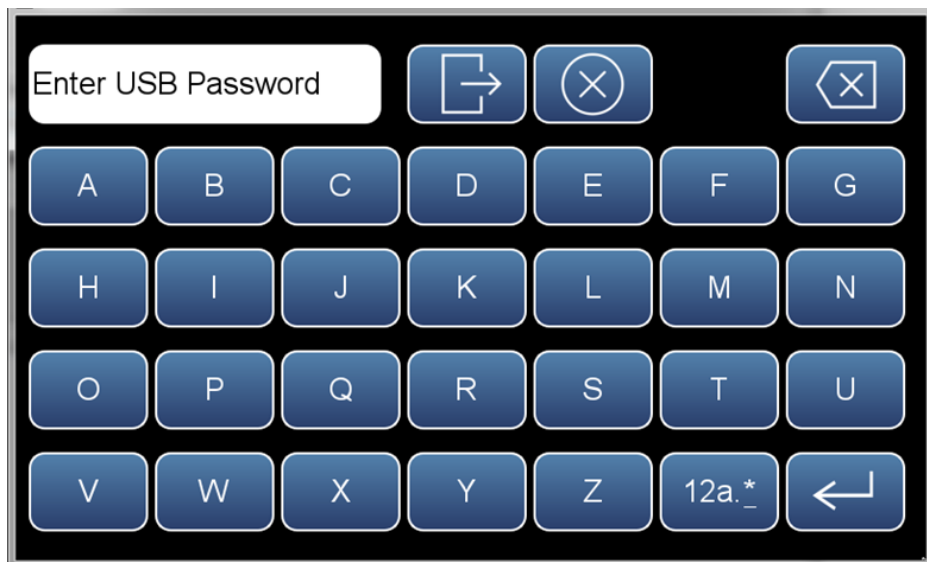 Enter USB Password
A B C D E F G
H I J K L M N
O P Q R S T U
V W X Y Z 12a.*_